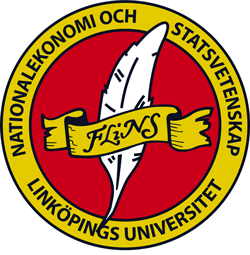 NATIONALEKONOMI OCH STATSVETENSKAP
FLiNS
LINKÖPINGS UNIVERSITET